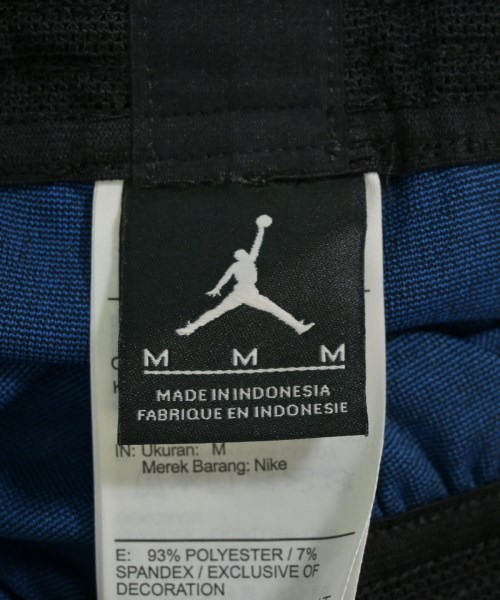 M M M
MADE IN INDONESIA
FABRIQUE EN INDONESIE
IN: Ukuran: M
Merek Barang: Nike
E: 93% POLYESTER / 7%
SPANDEX / EXCLUSIVE OF
DECORATION